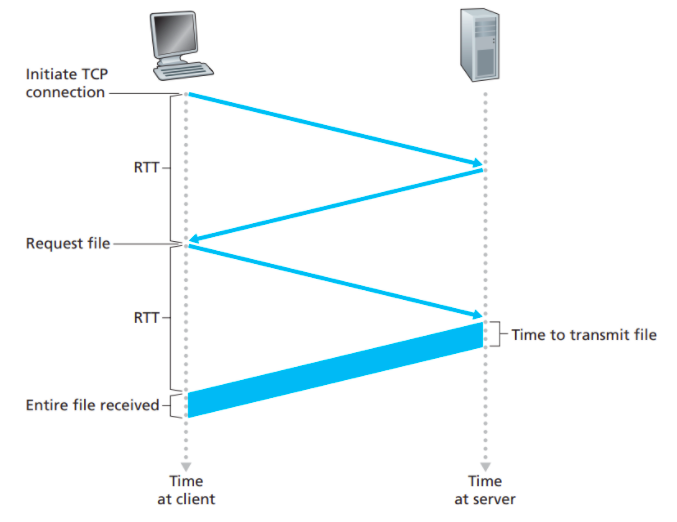 Initiate TCP
connection
RTT
Request file
RTT
Time to transmit file
Entire file received
Time
at client
Time
at server